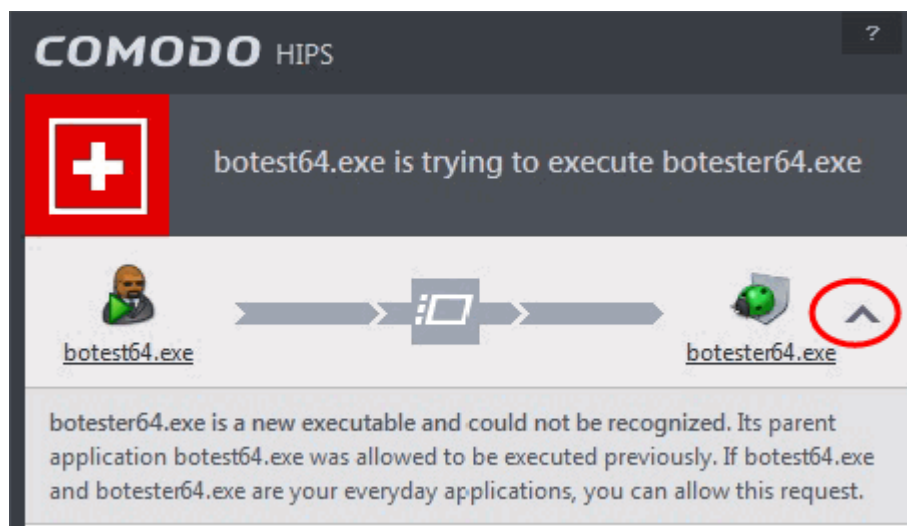 COMODO HIPS
?
botest64.exe is trying to execute botester64.exe
botest64.exe
botester64.exe
botester64.exe is a new executable and could not be recognized. Its parent
application botest64.exe was allowed to be executed previously. If botest64.exe
and botester64.exe are your everyday applications, you can allow this request.